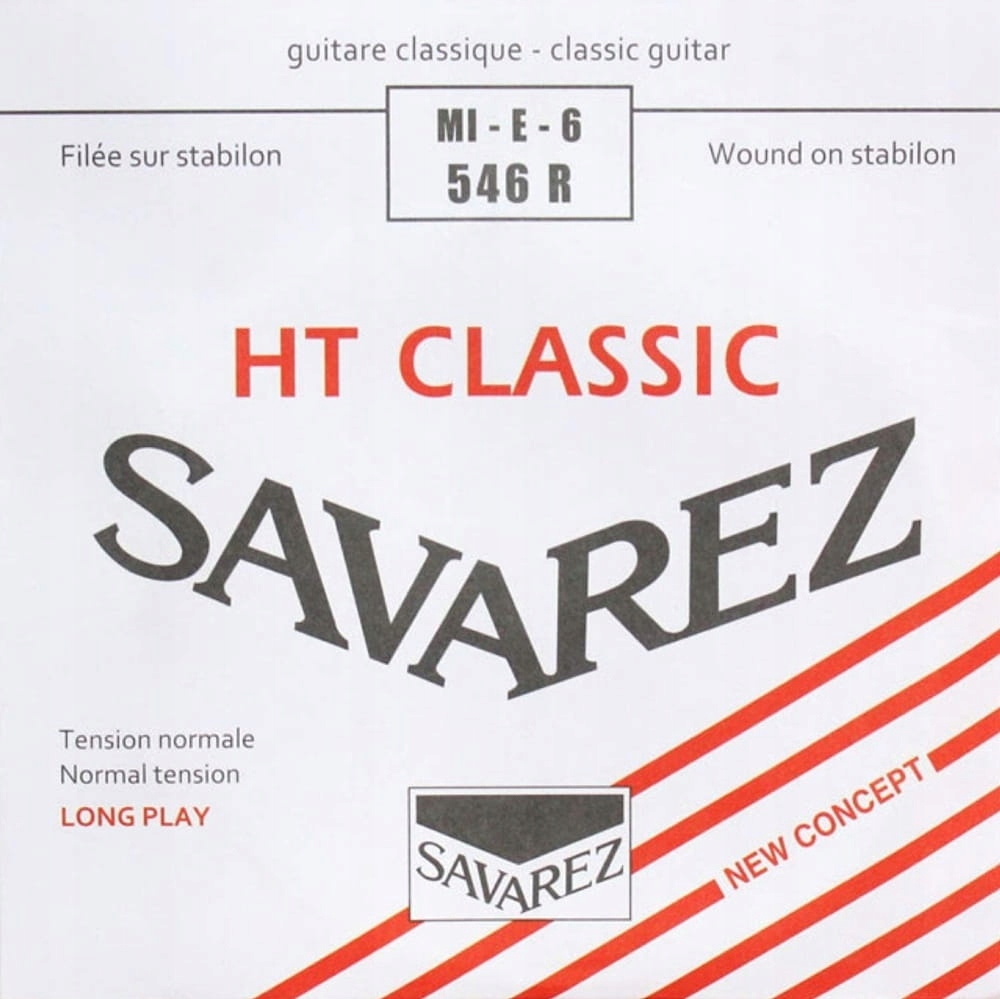 guitare classique - classic guitar
MI - E - 6
546 R
Filée sur stabilon
Wound on stabilon
HT CLASSIC
SAVAREZ
Tension normale
Normal tension
LONG PLAY
NEW CONCEPT
SAVAREZ